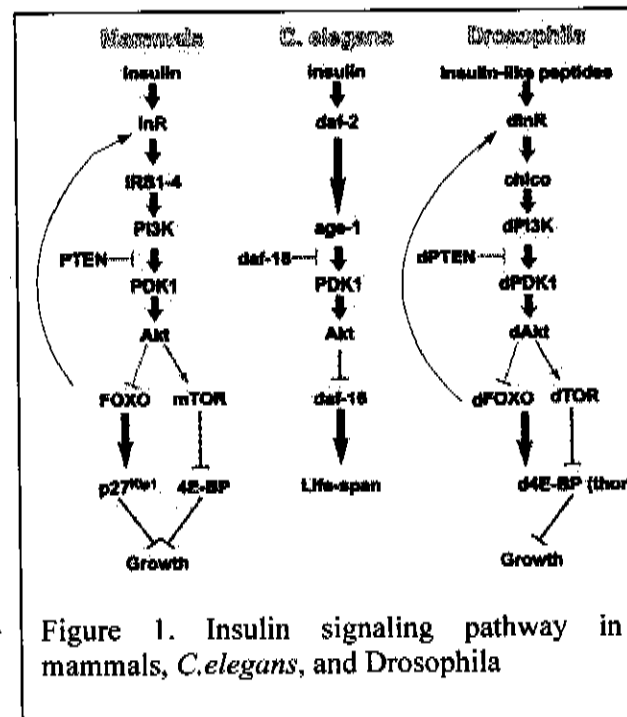 Mammals C. elegans Drosophila
Insulin Insulin Insulin-like peptides
InR daf-2 dInR
IRS1-4 chico
PI3K age-1 dPI3K
PTEN daf-18 dPTEN
PDK1 PDK1 dPDK1
Akt Akt dAkt
FOXO mTOR daf-16 dFOXO dTOR
p27Kip1 4E-BP Life-span d4E-BP (thor
Growth Growth
Figure 1. Insulin signaling pathway in
mammals, C.elegans, and Drosophila